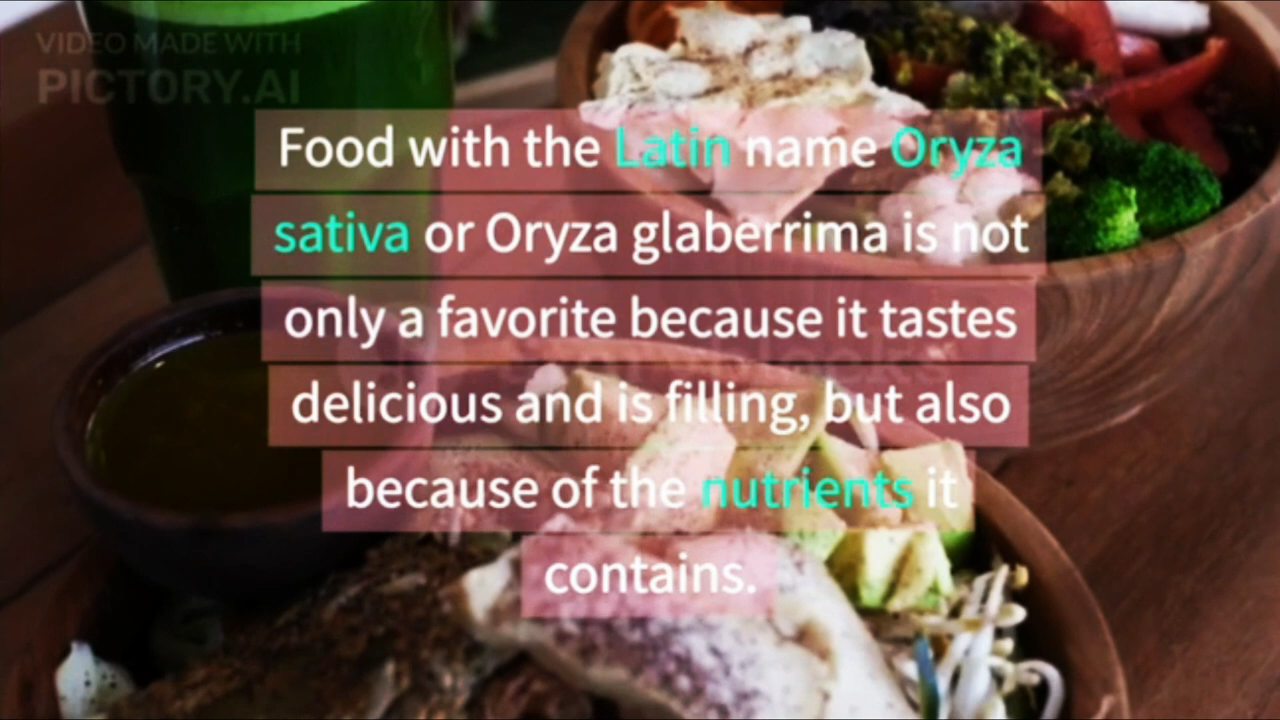 VIDEO MADE WITH
PICTORY.AI
Food with the Latin name Oryza
sativa or Oryza glaberrima is not
only a favorite because it tastes
delicious and is filling, but also
because of the nutrients it
contains.